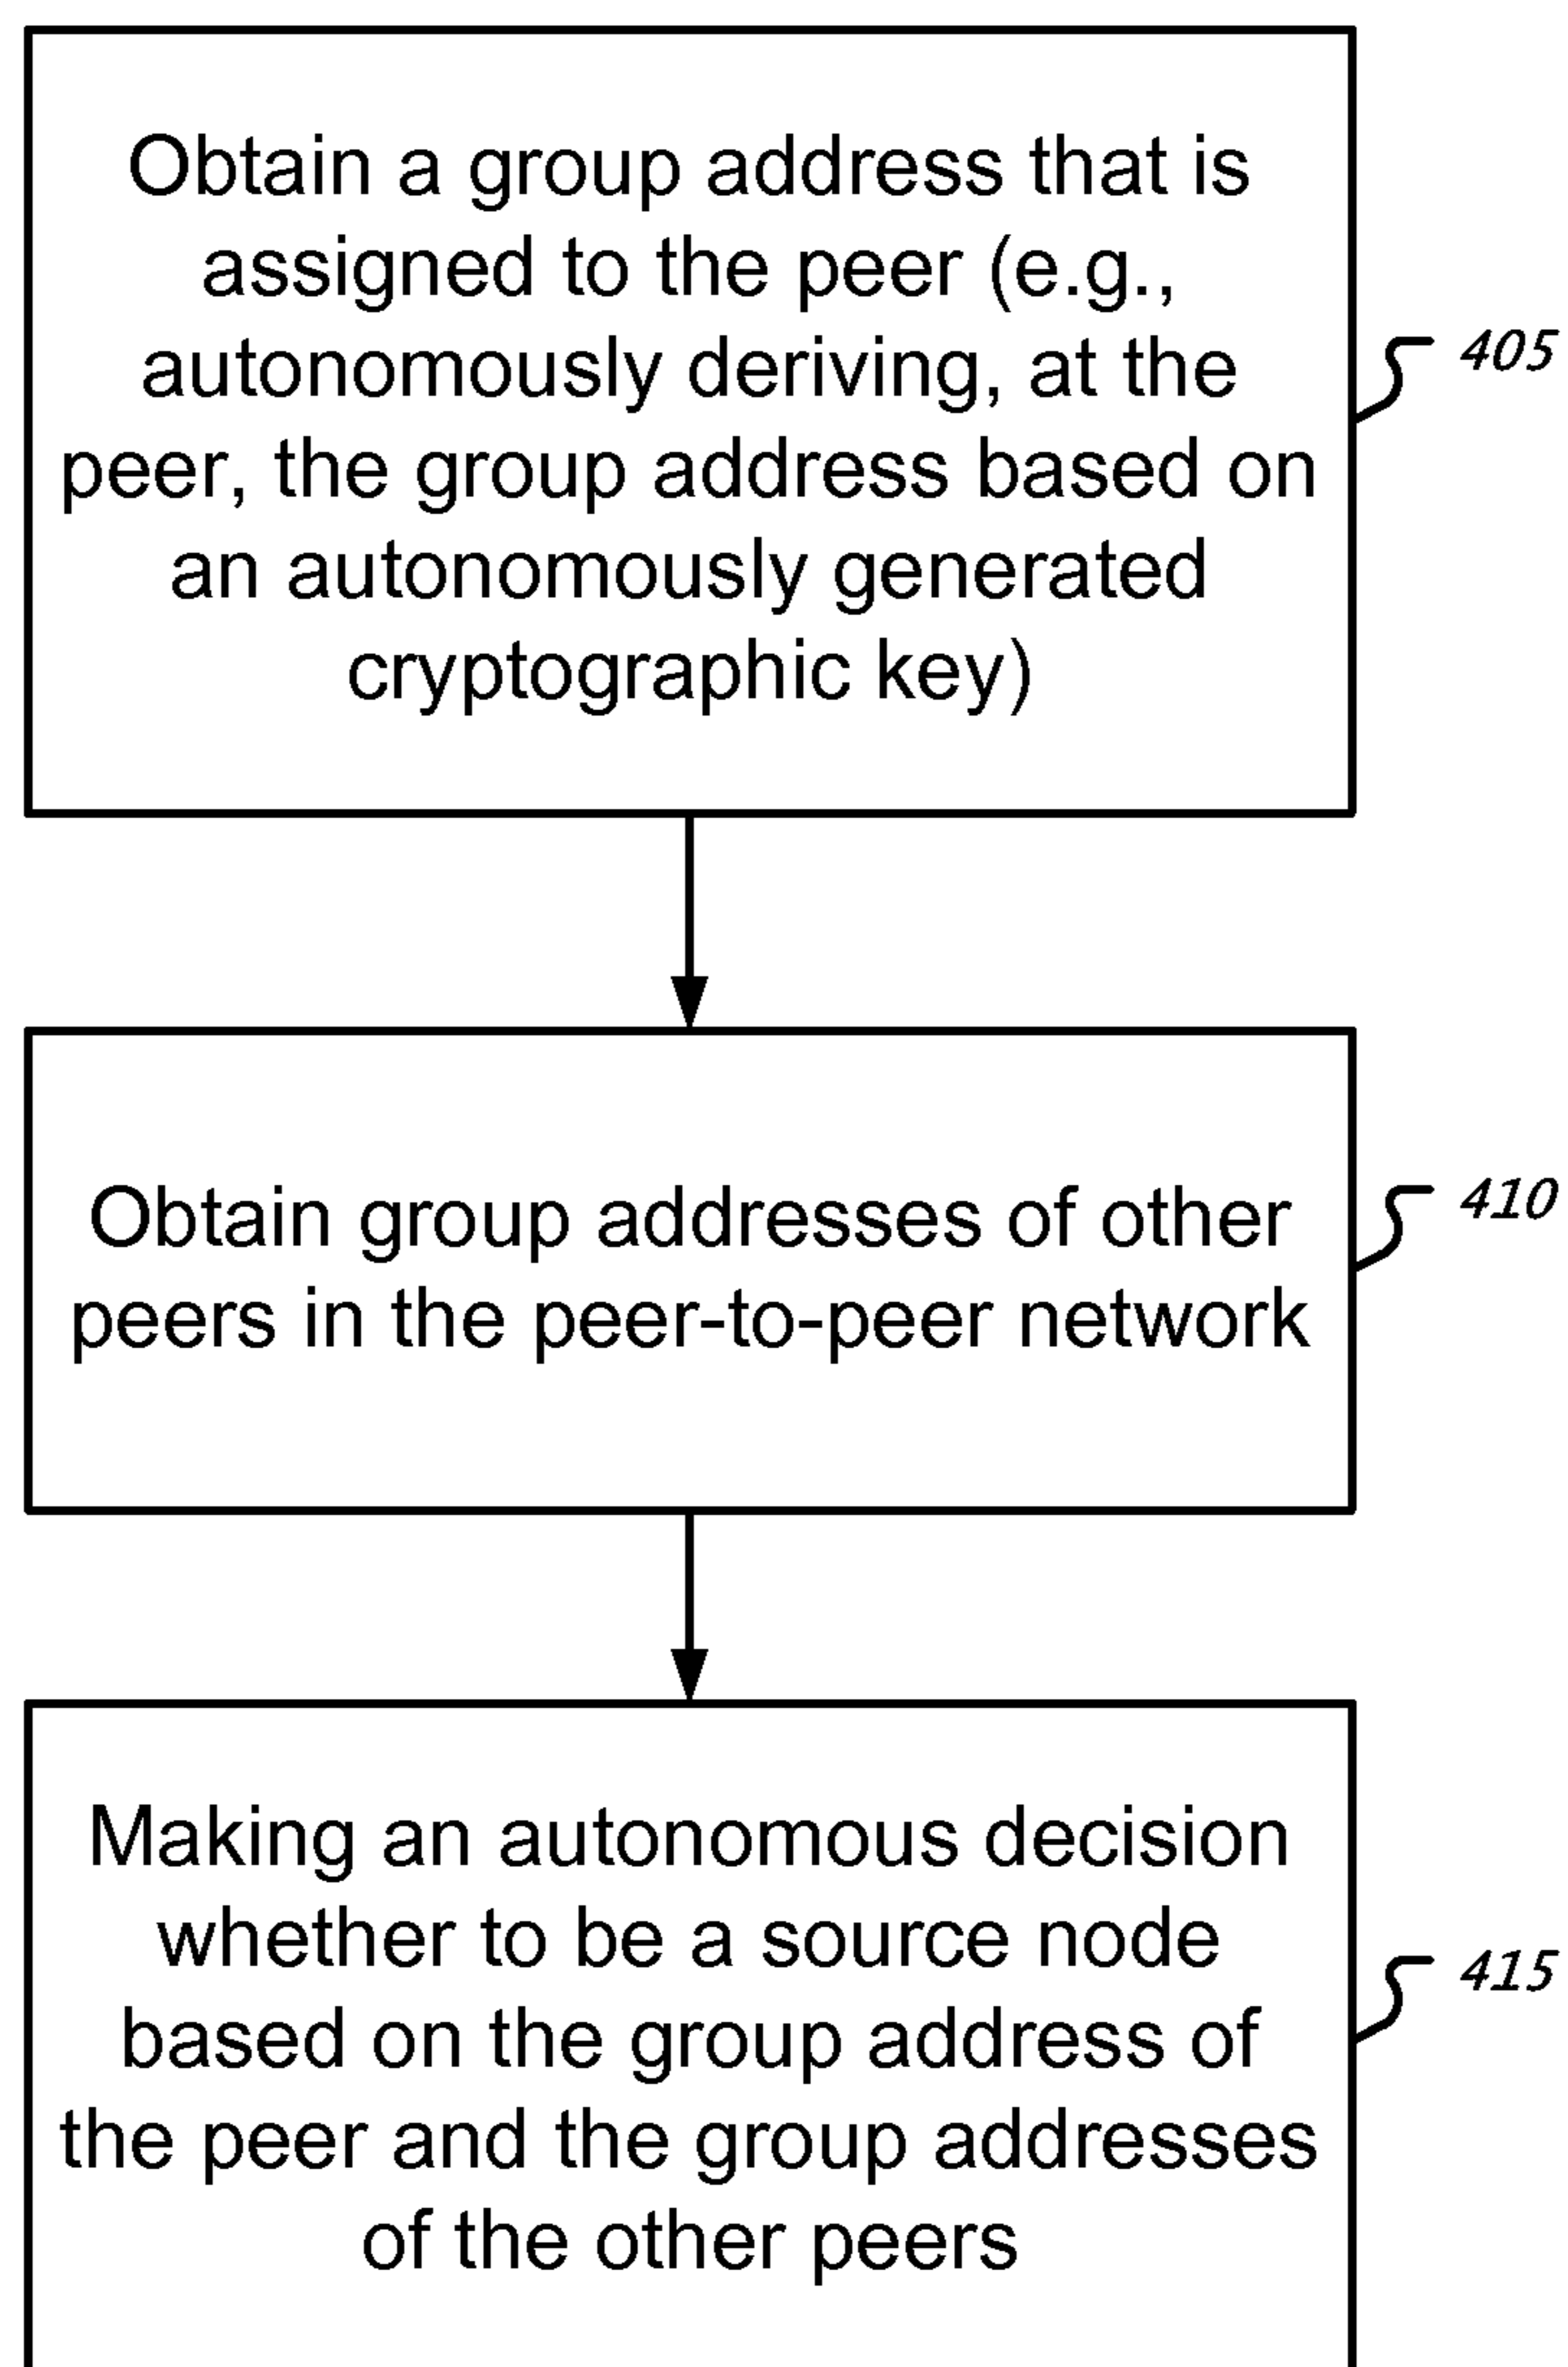 Obtain a group address that is
assigned to the peer (e.g.,
autonomously deriving, at the
peer, the group address based on
an autonomously generated
cryptographic key)
405
Obtain group addresses of other
peers in the peer-to-peer network
410
Making an autonomous decision
whether to be a source node
based on the group address of
the peer and the group addresses
of the other peers
415